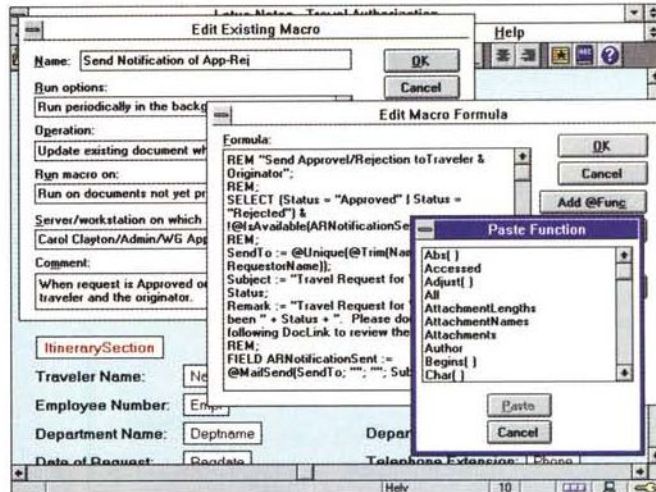 Lotus Notes - Travel Authorization
Help
Edit Existing Macro
Name: Send Notification of App-Rej
OK
Cancel
Run options:
Run periodically in the backg
Operation:
Update existing document wh
Run macro on:
Run on documents not yet pr
Server/workstation on which
Carol Clayton/Admin/WG App
Comment:
When request is Approved or
traveler and the originator.
Edit Macro Formula
Formula:
REM "Send Approvel/Rejection toTraveler &
Originator";
REM;
SELECT (Status = "Approved" | Status =
"Rejected") &
!@IsAvailable(ARNotificationSe
REM;
SendTo := @Unique(@Trim(Nam
RequestorName));
Subject := "Travel Request for
Status;
Remark := "Travel Request for
been " + Status + ". Please do
following DocLink to review the
REM;
FIELD ARNotificationSent :=
@MailSend(SendTo; ""; ""; Sub
OK
Cancel
Add @Func
Paste Function
Abs( )
Accessed
Adjust( )
All
AttachmentLengths
AttachmentNames
Attachments
Author
Begins( )
Char( )
Paste
Cancel
ItinerarySection
Traveler Name:
Employee Number:
Department Name: Deptname Depar
Date of Request: Reqdate Telephone Extension: Phone
Helv 10